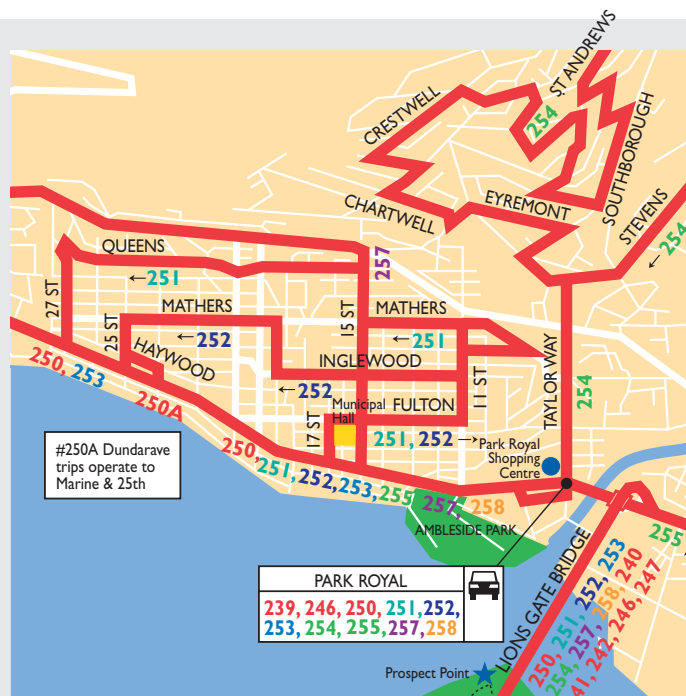 ST ANDREWS
CRESTWELL
254
SOUTHBOROUGH
CHARTWELL
EYREMONT
STEVENS
←254
QUEENS
←251
257
27 ST
MATHERS
←252
25 ST
HAYWOOD
15 ST
MATHERS
←251
INGLEWOOD
←252
11 ST
TAYLOR WAY
254
250, 253
250A
17 ST
Municipal
Hall
FULTON
251, 252→
Park Royal
Shopping
Centre
#250A Dundarave
trips operate to
Marine & 25th
250,
251, 252, 253, 255
257, 258
AMBLESIDE PARK
255
PARK ROYAL
239, 246, 250, 251, 252,
253, 254, 255, 257, 258
LIONS GATE BRIDGE
250, 251, 252, 253
254, 257, 258, 240
41, 242, 246, 247
Prospect Point